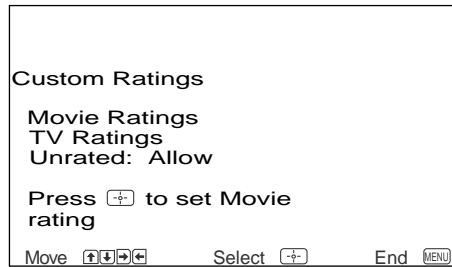 Custom Ratings
Movie Ratings
TV Ratings
Unrated: Allow
Press to set Movie
rating
Move Select End MENU